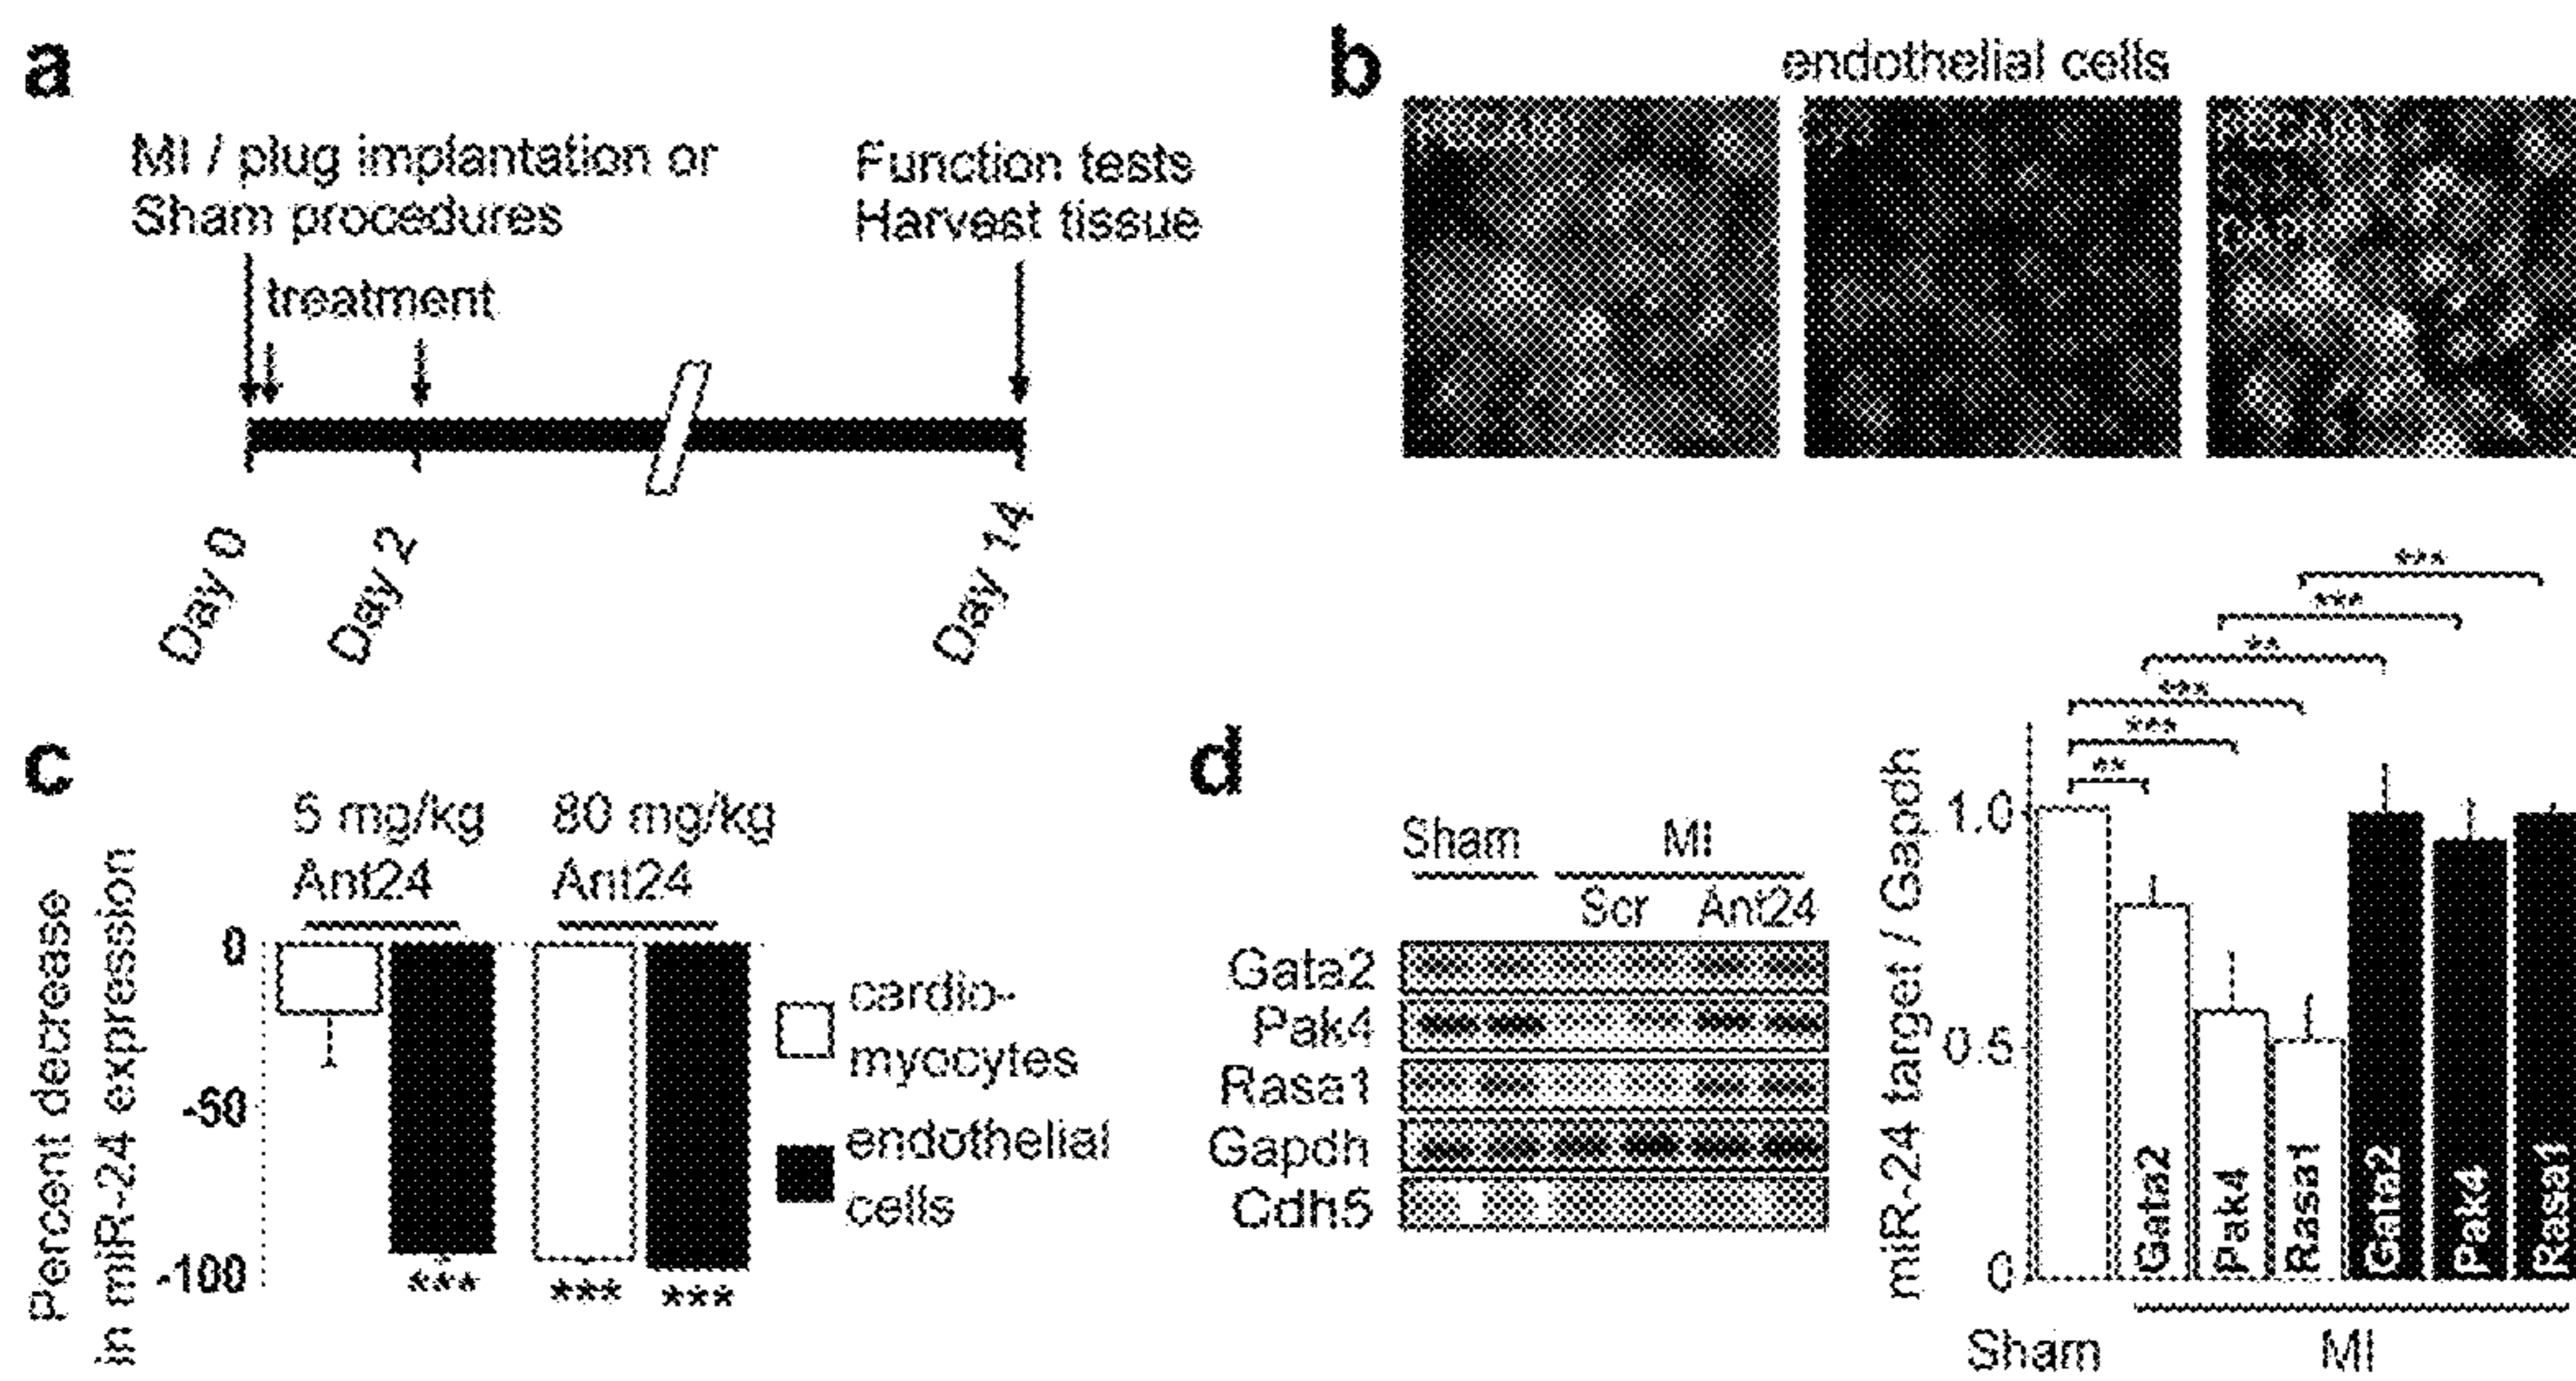 a
MI / plug implantation or
Sham procedures
treatment
Function tests
Harvest tissue
Day 0
Day 2
Day 14
b
endothelial cells
c
Percent decrease
in miR-24 expression
5 mg/kg
Ant24
80 mg/kg
Ant24
0
-50
-100
***
***
***
cardio-
myocytes
endothelial
cells
d
Sham
MI
Scr
Ant24
Gata2
Pak4
Rasa1
Gapdh
Cdh5
miR-24 target / Gapdh
1.0
0.5
0
***
***
**
***
***
**
Gata2
Pak4
Rasa1
Gata2
Pak4
Rasa1
Sham
MI